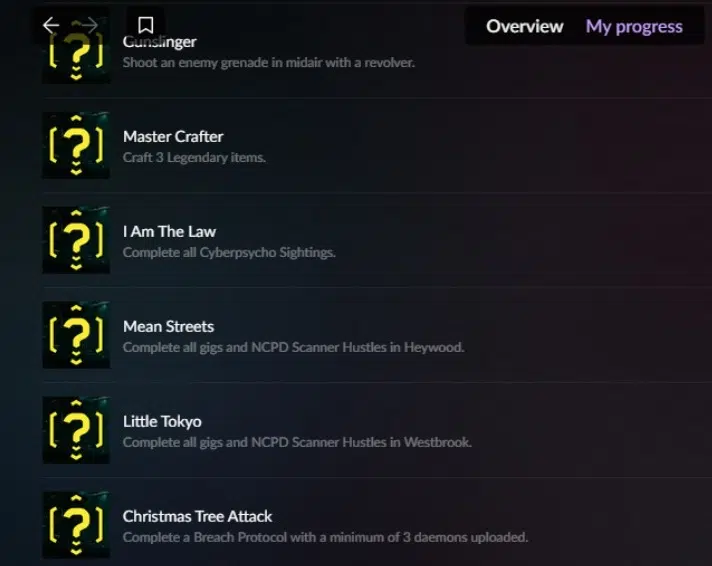 Overview My progress
Gunslinger
Shoot an enemy grenade in midair with a revolver.
Master Crafter
Craft 3 Legendary items.
I Am The Law
Complete all Cyberpsycho Sightings.
Mean Streets
Complete all gigs and NCPD Scanner Hustles in Heywood.
Little Tokyo
Complete all gigs and NCPD Scanner Hustles in Westbrook.
Christmas Tree Attack
Complete a Breach Protocol with a minimum of 3 daemons uploaded.